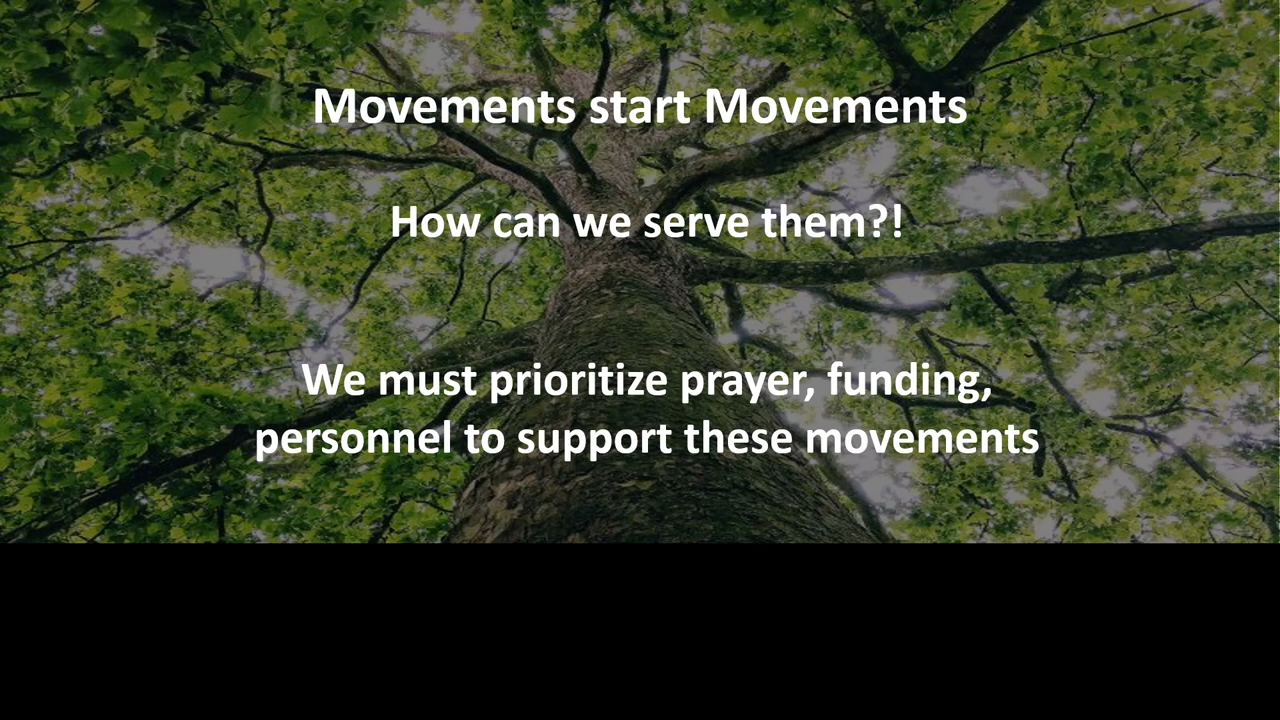 Movements start Movements
How can we serve them?!
We must prioritize prayer, funding,
personnel to support these movements